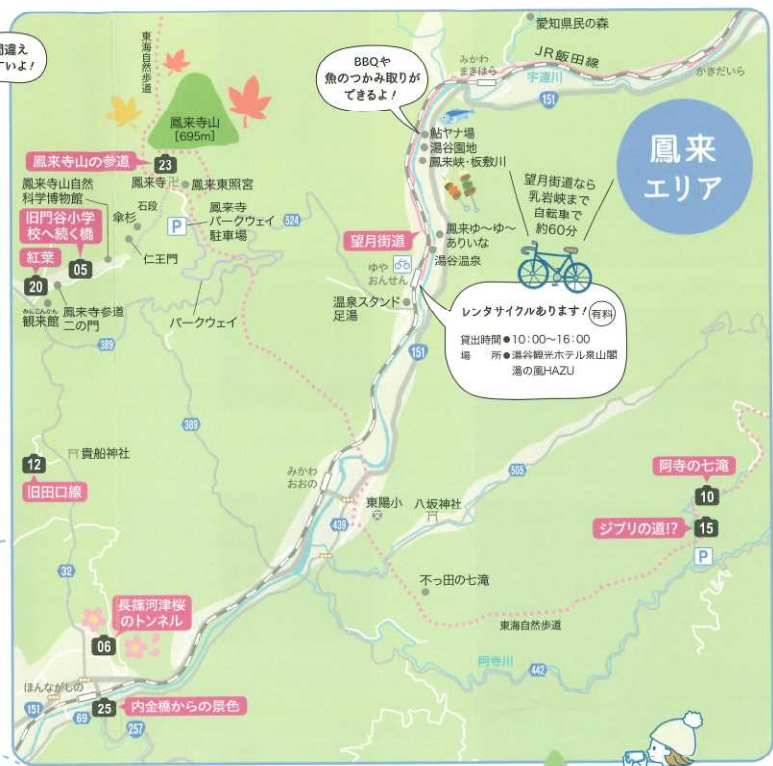 間違え
いよ!
東海自然歩道
鳳来寺山
[695m]
鳳来寺山の参道
23
鳳来寺
鳳来東照宮
鳳来寺山自然
科学博物館
石段
傘杉
P
鳳来寺
パークウェイ
駐車場
524
旧門谷小学
校へ続く橋
05
仁王門
紅葉
20
みにこんかん
観来館
鳳来寺参道
二の門
パークウェイ
389
389
愛知県民の森
BBQや
魚のつかみ取りが
できるよ!
みかわ
まきはら
JR飯田線
宇連川
151
かきだいら
鳳来
エリア
鮎ヤナ場
湯谷園地
鳳来峡・板敷川
望月街道なら
乳岩峡まで
自転車で
約60分
望月街道
鳳来ゆ〜ゆ〜
ありいな
湯谷温泉
ゆや
おんせん
温泉スタンド
足湯
レンタサイクルあります!
有料
貸出時間●10:00〜16:00
場 所●湯谷観光ホテル泉山閣
湯の風HAZU
151
12
貴船神社
旧田口線
みかわ
おおの
505
東陽小
八坂神社
439
阿寺の七滝
10
ジブリの道!?
15
P
32
不っ田の七滝
東海自然歩道
長篠河津桜
のトンネル
06
阿寺川
442
ほんながしの
151
69
25
内金橋からの景色
257